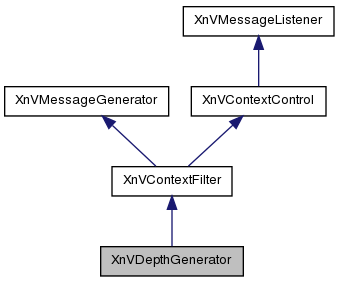 XnVMessageListener
XnVMessageGenerator
XnVContextControl
XnVContextFilter
XnVDepthGenerator